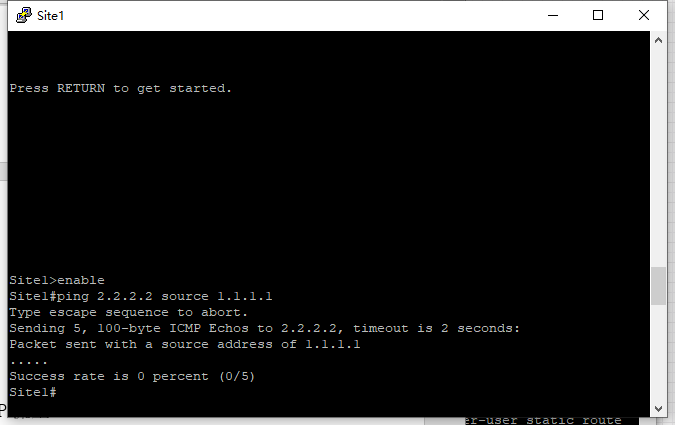 Site1
Press RETURN to get started.
Site1>enable
Site1#ping 2.2.2.2 source 1.1.1.1
Type escape sequence to abort.
Sending 5, 100-byte ICMP Echos to 2.2.2.2, timeout is 2 seconds:
Packet sent with a source address of 1.1.1.1
.....
Success rate is 0 percent (0/5)
Site1#
P
er-user static route